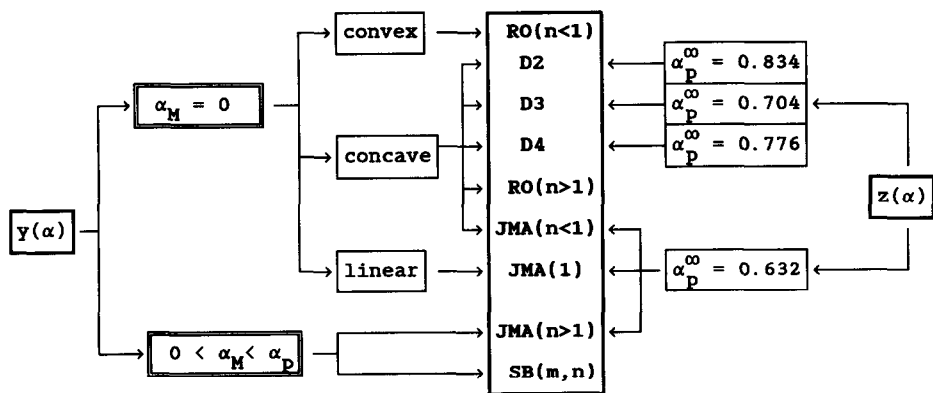 convex
RO(n<1)
D2
α_p^∞ = 0.834
α_M = 0
D3
α_p^∞ = 0.704
concave
D4
α_p^∞ = 0.776
RO(n>1)
z(α)
y(α)
JMA(n<1)
linear
JMA(1)
α_p^∞ = 0.632
JMA(n>1)
0 < α_M< α_p
SB(m,n)